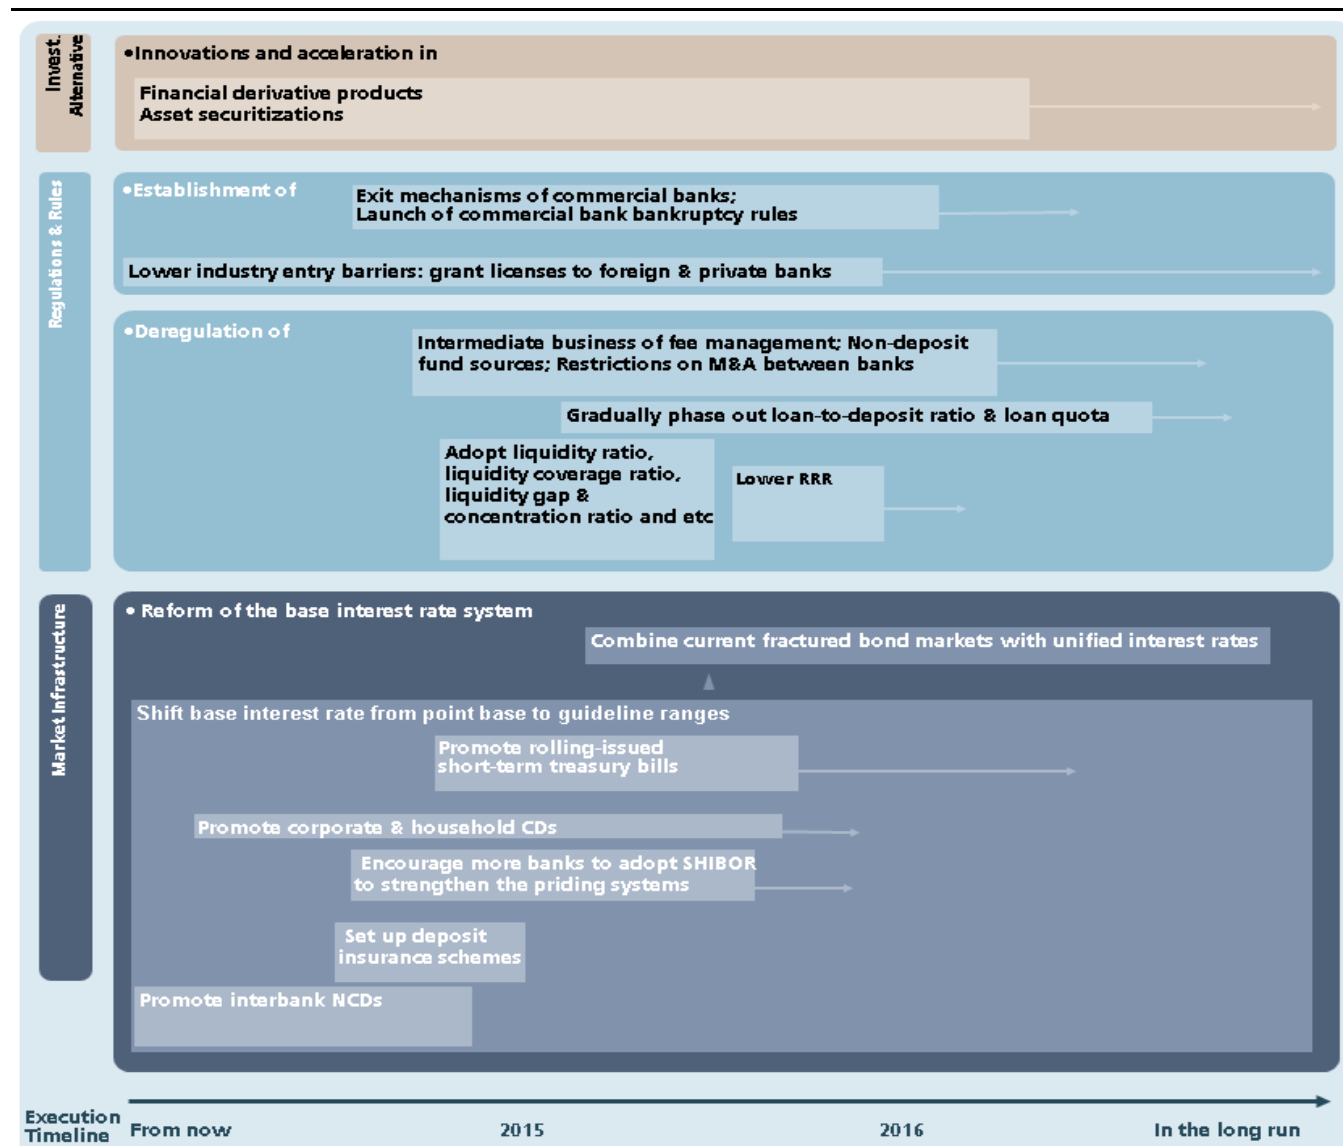 Invest.
Alternative
•Innovations and acceleration in
Financial derivative products
Asset securitizations
Regulations & Rules
•Establishment of
Exit mechanisms of commercial banks;
Launch of commercial bank bankruptcy rules
Lower industry entry barriers: grant licenses to foreign & private banks
•Deregulation of
Intermediate business of fee management; Non-deposit
fund sources; Restrictions on M&A between banks
Gradually phase out loan-to-deposit ratio & loan quota
Adopt liquidity ratio,
liquidity coverage ratio,
liquidity gap &
concentration ratio and etc
Lower RRR
Market Infrastructure
• Reform of the base interest rate system
Combine current fractured bond markets with unified interest rates
Shift base interest rate from point base to guideline ranges
Promote rolling-issued
short-term treasury bills
Promote corporate & household CDs
Encourage more banks to adopt SHIBOR
to strengthen the priding systems
Set up deposit
insurance schemes
Promote interbank NCDs
Execution
Timeline
From now
2015
2016
In the long run